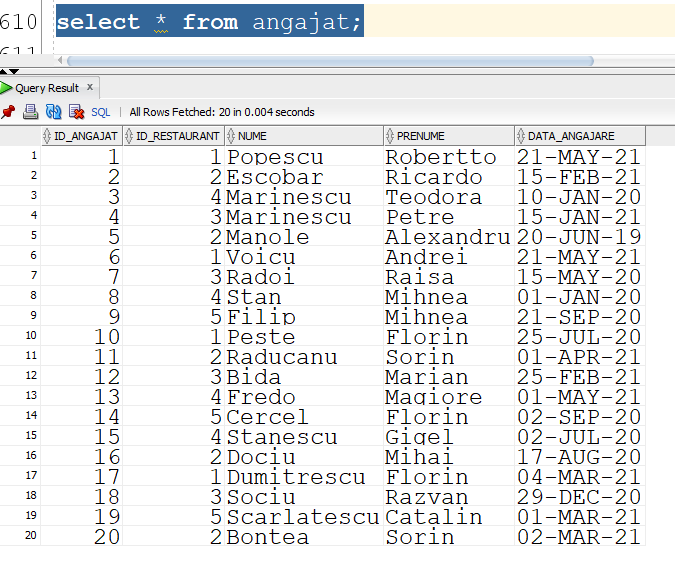 610 select * from angajat;
611
Query Result x
SQL | All Rows Fetched: 20 in 0.004 seconds
ID_ANGAJAT ID_RESTAURANT NUME PRENUME DATA_ANGAJARE
1 1 1 Popescu Robertto 21-MAY-21
2 2 2 Escobar Ricardo 15-FEB-21
3 3 4 Marinescu Teodora 10-JAN-20
4 4 3 Marinescu Petre 15-JAN-21
5 5 2 Manole Alexandru 20-JUN-19
6 6 1 Voicu Andrei 21-MAY-21
7 7 3 Radoi Raisa 15-MAY-20
8 8 4 Stan Mihnea 01-JAN-20
9 9 5 Filip Mihnea 21-SEP-20
10 10 1 Peste Florin 25-JUL-20
11 11 2 Raducanu Sorin 01-APR-21
12 12 3 Bida Marian 25-FEB-21
13 13 4 Fredo Magiore 01-MAY-21
14 14 5 Cercel Florin 02-SEP-20
15 15 4 Stanescu Gigel 02-JUL-20
16 16 2 Dociu Mihai 17-AUG-20
17 17 1 Dumitrescu Florin 04-MAR-21
18 18 3 Sociu Razvan 29-DEC-20
19 19 5 Scarlatescu Catalin 01-MAR-21
20 20 2 Bontea Sorin 02-MAR-21